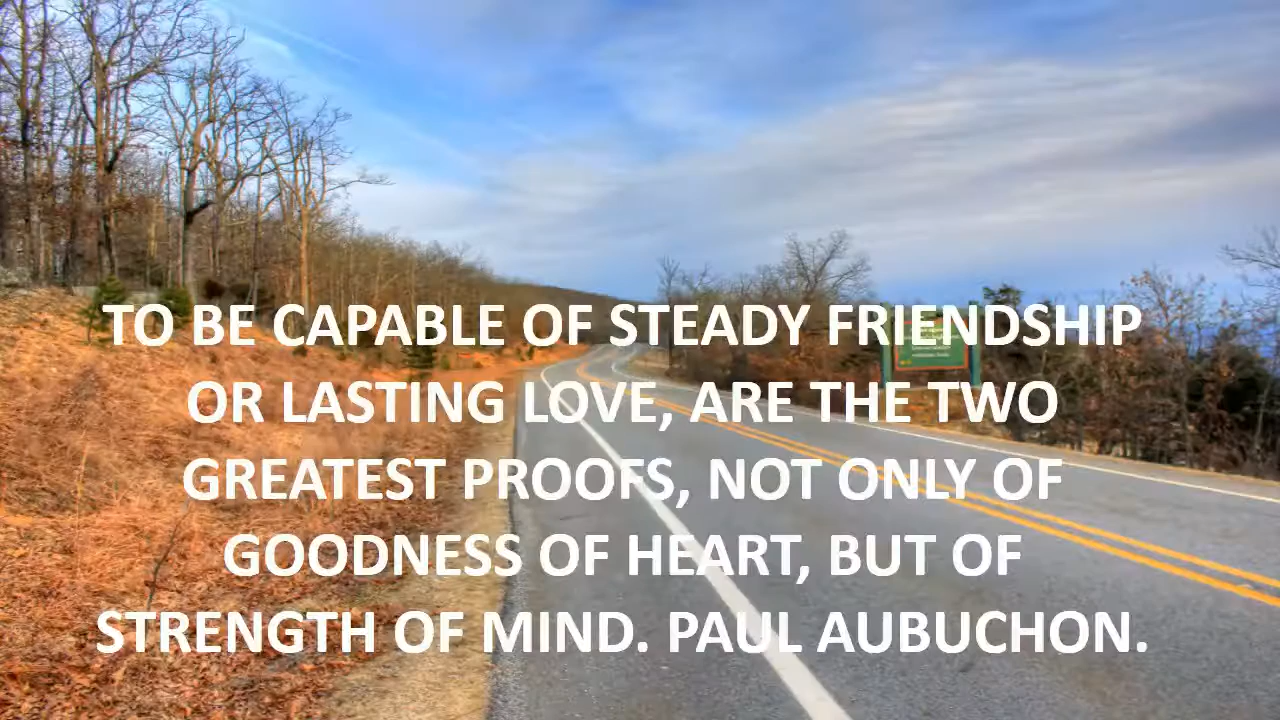 TO BE CAPABLE OF STEADY FRIENDSHIP
OR LASTING LOVE, ARE THE TWO
GREATEST PROOFS, NOT ONLY OF
GOODNESS OF HEART, BUT OF
STRENGTH OF MIND. PAUL AUBUCHON.